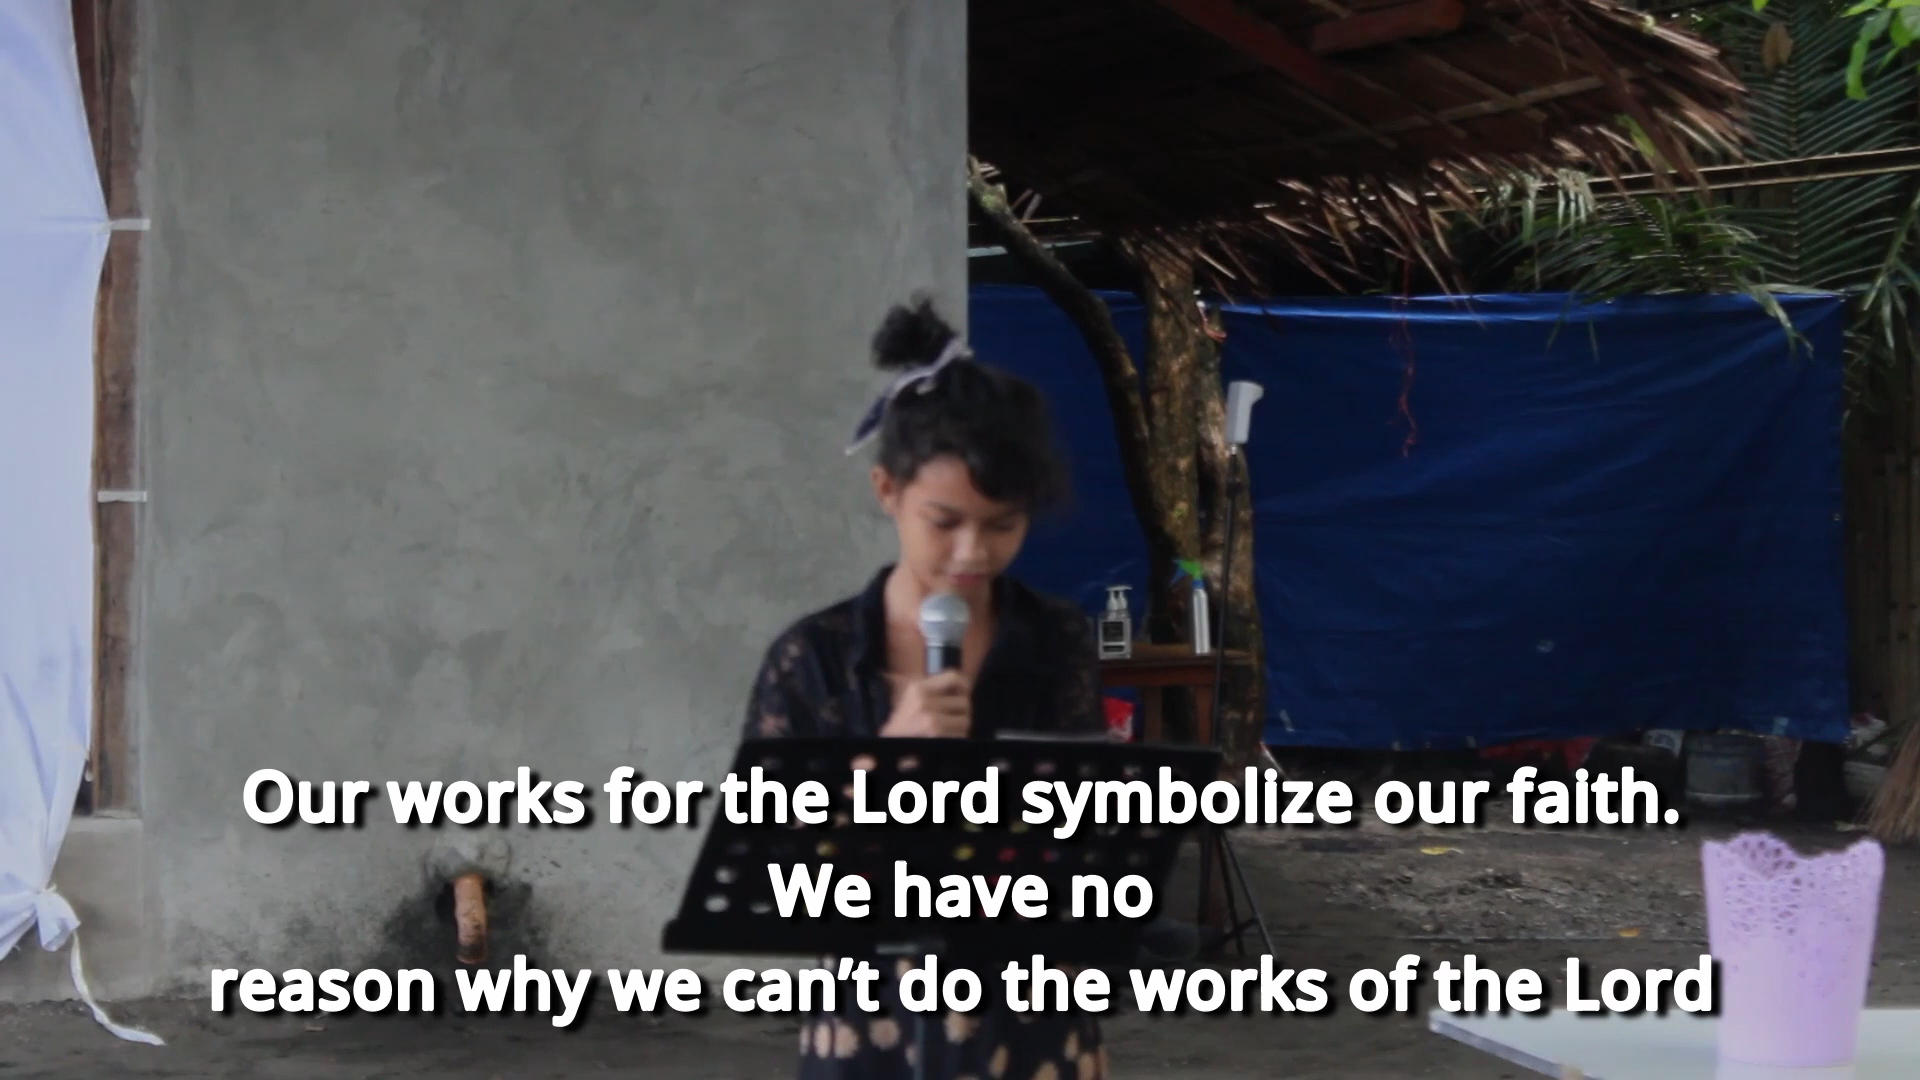 Our works for the Lord symbolize our faith.
We have no
reason why we can’t do the works of the Lord